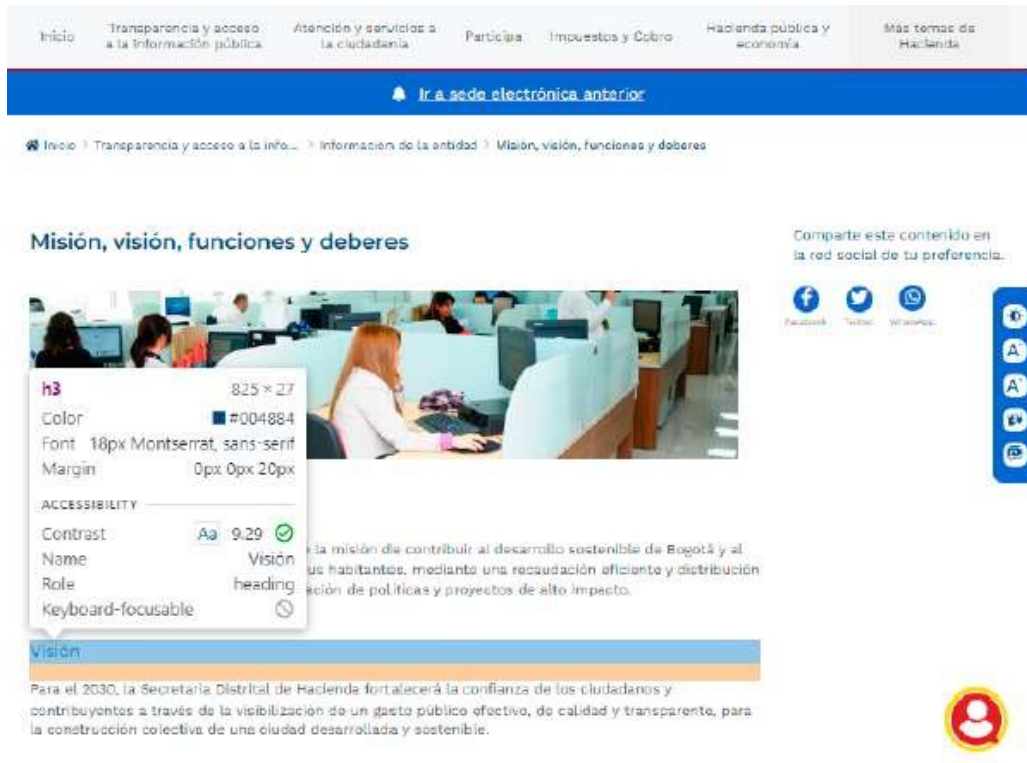 Inicio
Transparencia y acceso
a la información pública
Atención y servicios a
la ciudadanía
Participa
Impuestos y Cobro
Hacienda pública y
economía
Más temas de
Hacienda
Ir a sede electrónica anterior
Inicio > Transparencia y acceso a la info... > Información de la entidad > Misión, visión, funciones y deberes
Misión, visión, funciones y deberes
Comparte este contenido en
la red social de tu preferencia.
Facebook Twitter WhatsApp
h3 825 × 27
Color #004884
Font 18px Montserrat, sans-serif
Margin 0px 0px 20px
ACCESSIBILITY
Contrast Aa 9.29
Name Visión
Role heading
Keyboard-focusable
la misión de contribuir al desarrollo sostenible de Bogotá y al
us habitantes, mediante una recaudación eficiente y distribución
ación de políticas y proyectos de alto impacto.
Visión
Para el 2030, la Secretaría Distrital de Hacienda fortalecerá la confianza de los ciudadanos y
contribuyentes a través de la visibilización de un gasto público efectivo, de calidad y transparente, para
la construcción colectiva de una ciudad desarrollada y sostenible.